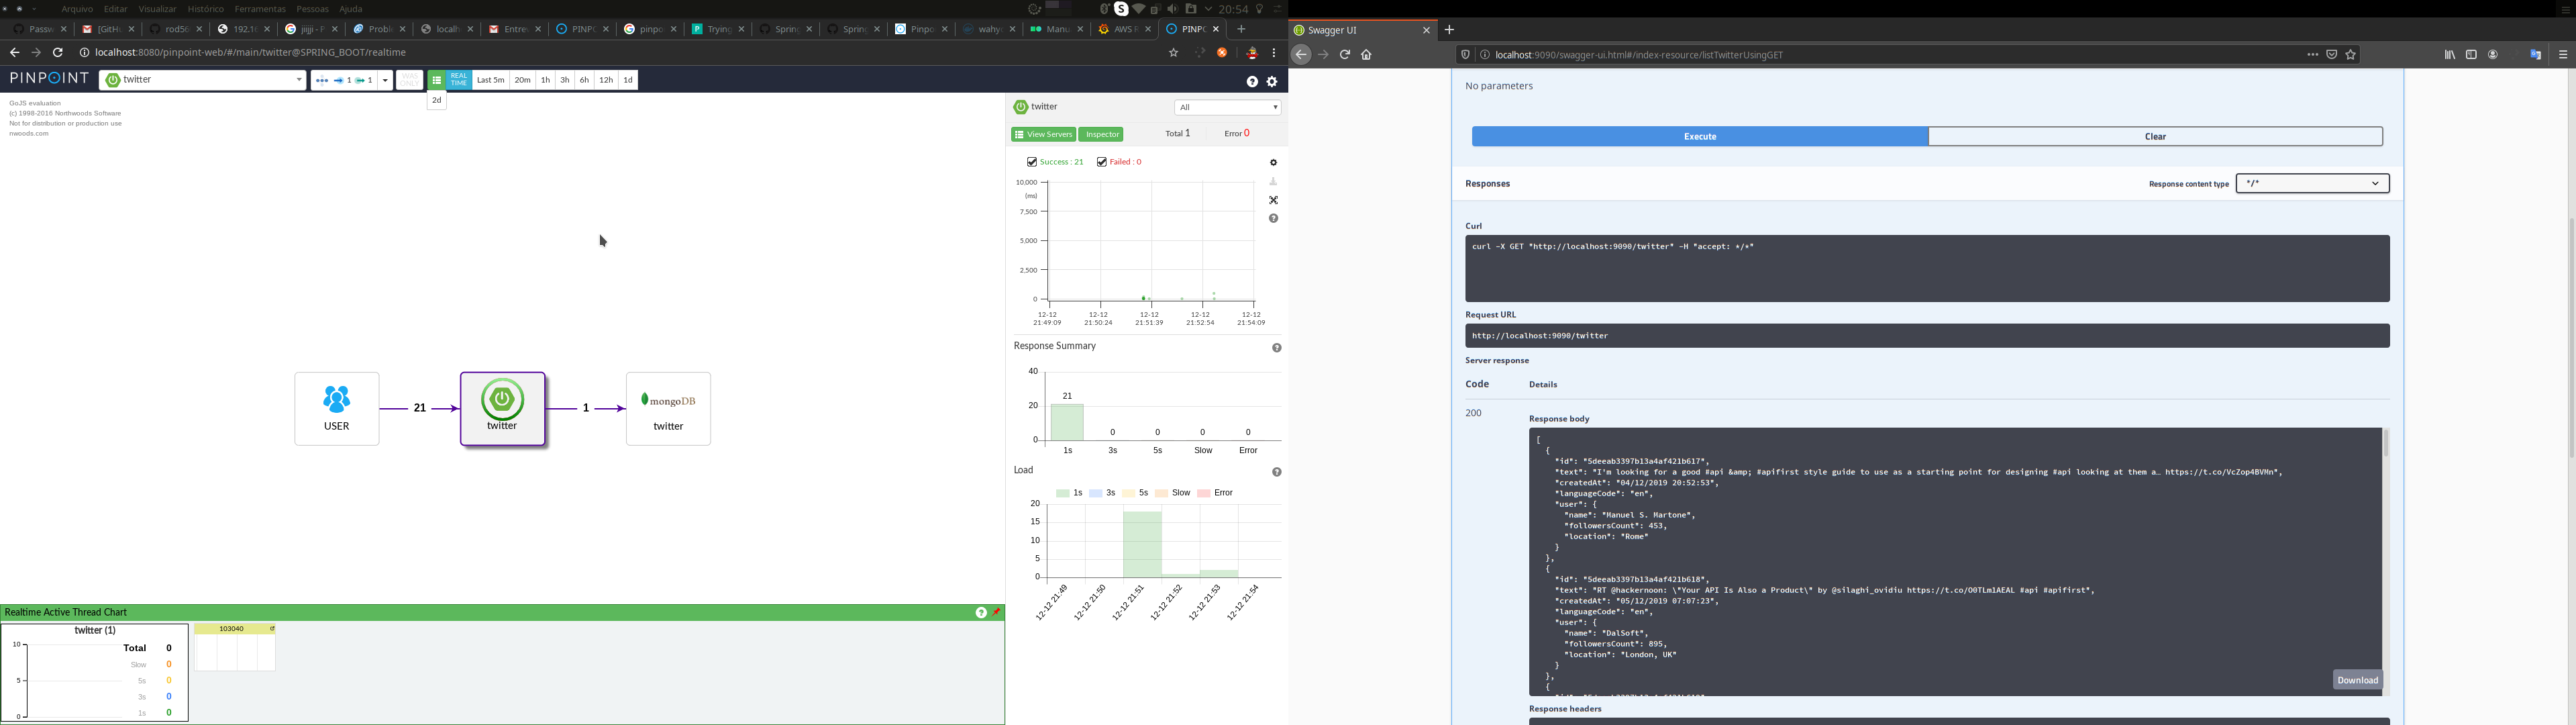 Arquivo Editar Visualizar Histórico Ferramentas Pessoas Ajuda
20:54
Passw [GitHu rod56 192.16 jijiji - P Proble localh Entrev PINPO pinpo Trying Spring Spring Pinpo wahyo Manu AWS R PINPO
localhost:8080/pinpoint-web/#/main/twitter@SPRING_BOOT/realtime
PINPOINT
twitter
1 1
WAS ONLY
REAL TIME
Last 5m 20m 1h 3h 6h 12h 1d
2d
GoJS evaluation
(c) 1998-2016 Northwoods Software
Not for distribution or production use
nwoods.com
USER
21
twitter
1
mongoDB
twitter
Realtime Active Thread Chart
twitter (1)
10
5
0
Total 0
Slow 0
5s 0
3s 0
1s 0
103040
twitter
All
View Servers
Inspector
Total 1
Error 0
Success : 21
Failed : 0
10,000
(ms)
7,500
5,000
2,500
0
12-12 12-12 12-12 12-12 12-12
21:49:09 21:50:24 21:51:39 21:52:54 21:54:09
Response Summary
40
20
0
21 0 0 0 0
1s 3s 5s Slow Error
Load
1s 3s 5s Slow Error
20
15
10
5
0
12-12 21:49 12-12 21:50 12-12 21:51 12-12 21:52 12-12 21:53 12-12 21:54
Swagger UI
localhost:9090/swagger-ui.html#/index-resource/listTwitterUsingGET
No parameters
Execute
Clear
Responses
Response content type
*/*
Curl
curl -X GET "http://localhost:9090/twitter" -H "accept: */*"
Request URL
http://localhost:9090/twitter
Server response
Code
Details
200
Response body
[
{
"id": "5deeab3397b13a4af421b617",
"text": "I'm looking for a good #api &amp; #apifirst style guide to use as a starting point for designing #api looking at them a… https://t.co/VcZop4BVMn",
"createdAt": "04/12/2019 20:52:53",
"languageCode": "en",
"user": {
"name": "Manuel S. Martone",
"followersCount": 453,
"location": "Rome"
}
},
{
"id": "5deeab3397b13a4af421b618",
"text": "RT @hackernoon: \"Your API Is Also a Product\" by @silaghi_ovidiu https://t.co/O0TLm1AEAL #api #apifirst",
"createdAt": "05/12/2019 07:07:23",
"languageCode": "en",
"user": {
"name": "DalSoft",
"followersCount": 895,
"location": "London, UK"
}
},
{
Download
Response headers